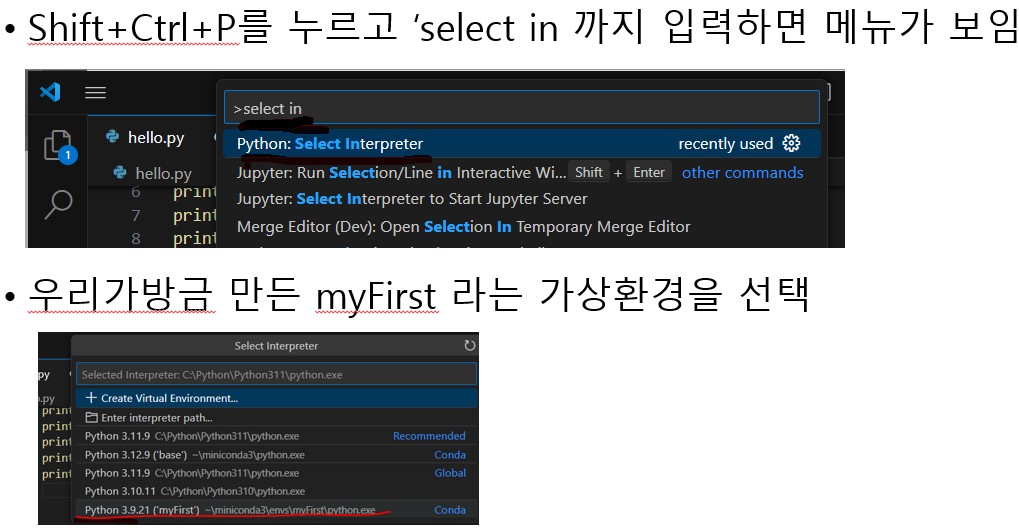 • Shift+Ctrl+P를 누르고 ‘select in 까지 입력하면 메뉴가 보임
>select in
hello.py
Python: Select Interpreter recently used
1
Jupyter: Run Selection/Line in Interactive Wi... Shift + Enter other commands
hello.py
Jupyter: Select Interpreter to Start Jupyter Server
6 print
7 print
Merge Editor (Dev): Open Selection In Temporary Merge Editor
8 print
• 우리가방금 만든 myFirst 라는 가상환경을 선택
Select Interpreter
py
Selected Interpreter: C:\Python\Python311\python.exe
.py
+ Create Virtual Environment...
print
Enter interpreter path...
print
Python 3.11.9 C:\Python\Python311\python.exe Recommended
print
Python 3.12.9 ('base') ~\miniconda3\python.exe Conda
print
Python 3.11.9 C:\Python\Python311\python.exe Global
print
Python 3.10.11 C:\Python\Python310\python.exe
Python 3.9.21 ('myFirst') ~\miniconda3\envs\myFirst\python.exe Conda